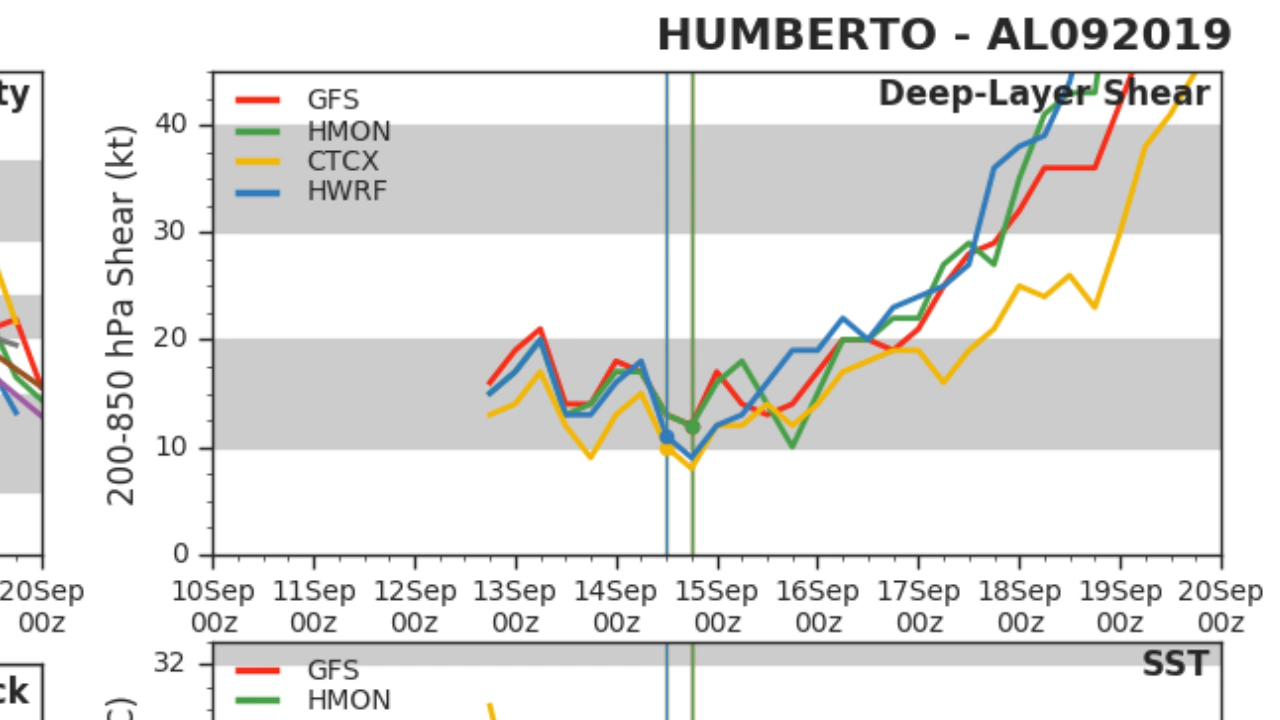 HUMBERTO - AL092019
ty
Deep-Layer Shear
GFS
HMON
CTCX
HWRF
200-850 hPa Shear (kt)
40
30
20
10
0
20Sep 10Sep 11Sep 12Sep 13Sep 14Sep 15Sep 16Sep 17Sep 18Sep 19Sep 20Sep
00z 00z 00z 00z 00z 00z 00z 00z 00z 00z 00z 00z
32
SST
ck
GFS
HMON
C)